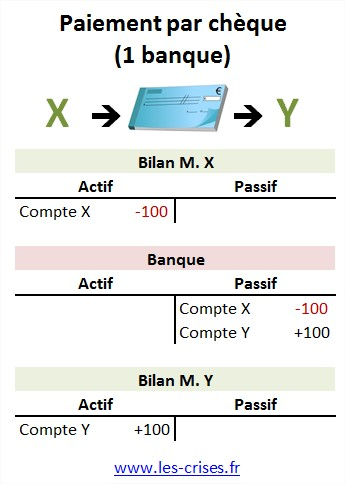 Paiement par chèque
(1 banque)
X Y
€
Bilan M. X
Actif Passif
Compte X -100
Banque
Actif Passif
Compte X -100
Compte Y +100
Bilan M. Y
Actif Passif
Compte Y +100
www.les-crises.fr